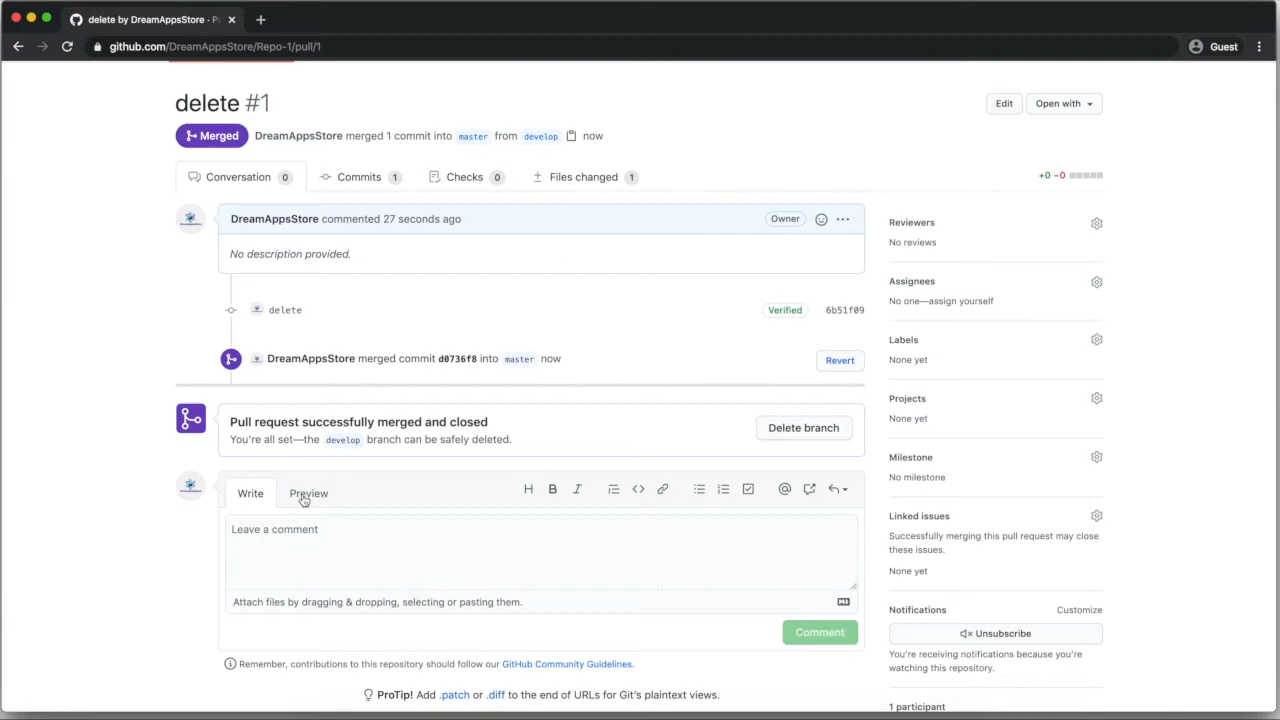 delete by DreamAppsStore · Pu
github.com/DreamAppsStore/Repo-1/pull/1
Guest
delete #1
Edit
Open with
Merged
DreamAppsStore merged 1 commit into master from develop now
Conversation 0
Commits 1
Checks 0
Files changed 1
+0 −0
DreamAppsStore commented 27 seconds ago
Owner
No description provided.
delete
Verified
6b51f09
DreamAppsStore merged commit d0736f8 into master now
Revert
Pull request successfully merged and closed
You're all set—the develop branch can be safely deleted.
Delete branch
Write
Preview
Leave a comment
Attach files by dragging & dropping, selecting or pasting them.
Comment
Remember, contributions to this repository should follow our GitHub Community Guidelines.
ProTip! Add .patch or .diff to the end of URLs for Git's plaintext views.
Reviewers
No reviews
Assignees
No one—assign yourself
Labels
None yet
Projects
None yet
Milestone
No milestone
Linked issues
Successfully merging this pull request may close
these issues.
None yet
Notifications
Customize
Unsubscribe
You're receiving notifications because you're
watching this repository.
1 participant